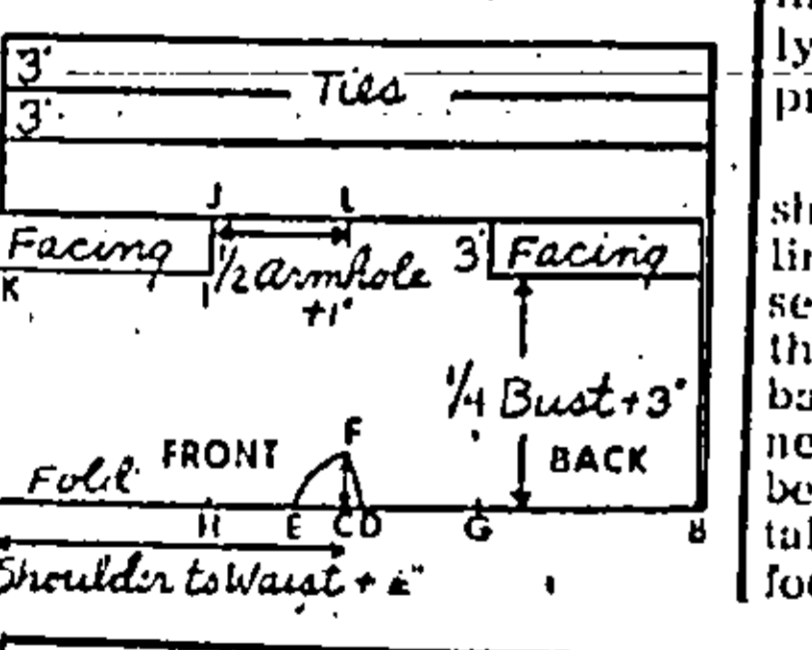 3" Ties
3"
J L
Facing 3" Facing
K I 1/2 armhole
+1"
1/4 Bust +3"
F
FRONT BACK
Fold
H E C D G B
Shoulder to Waist +
ly